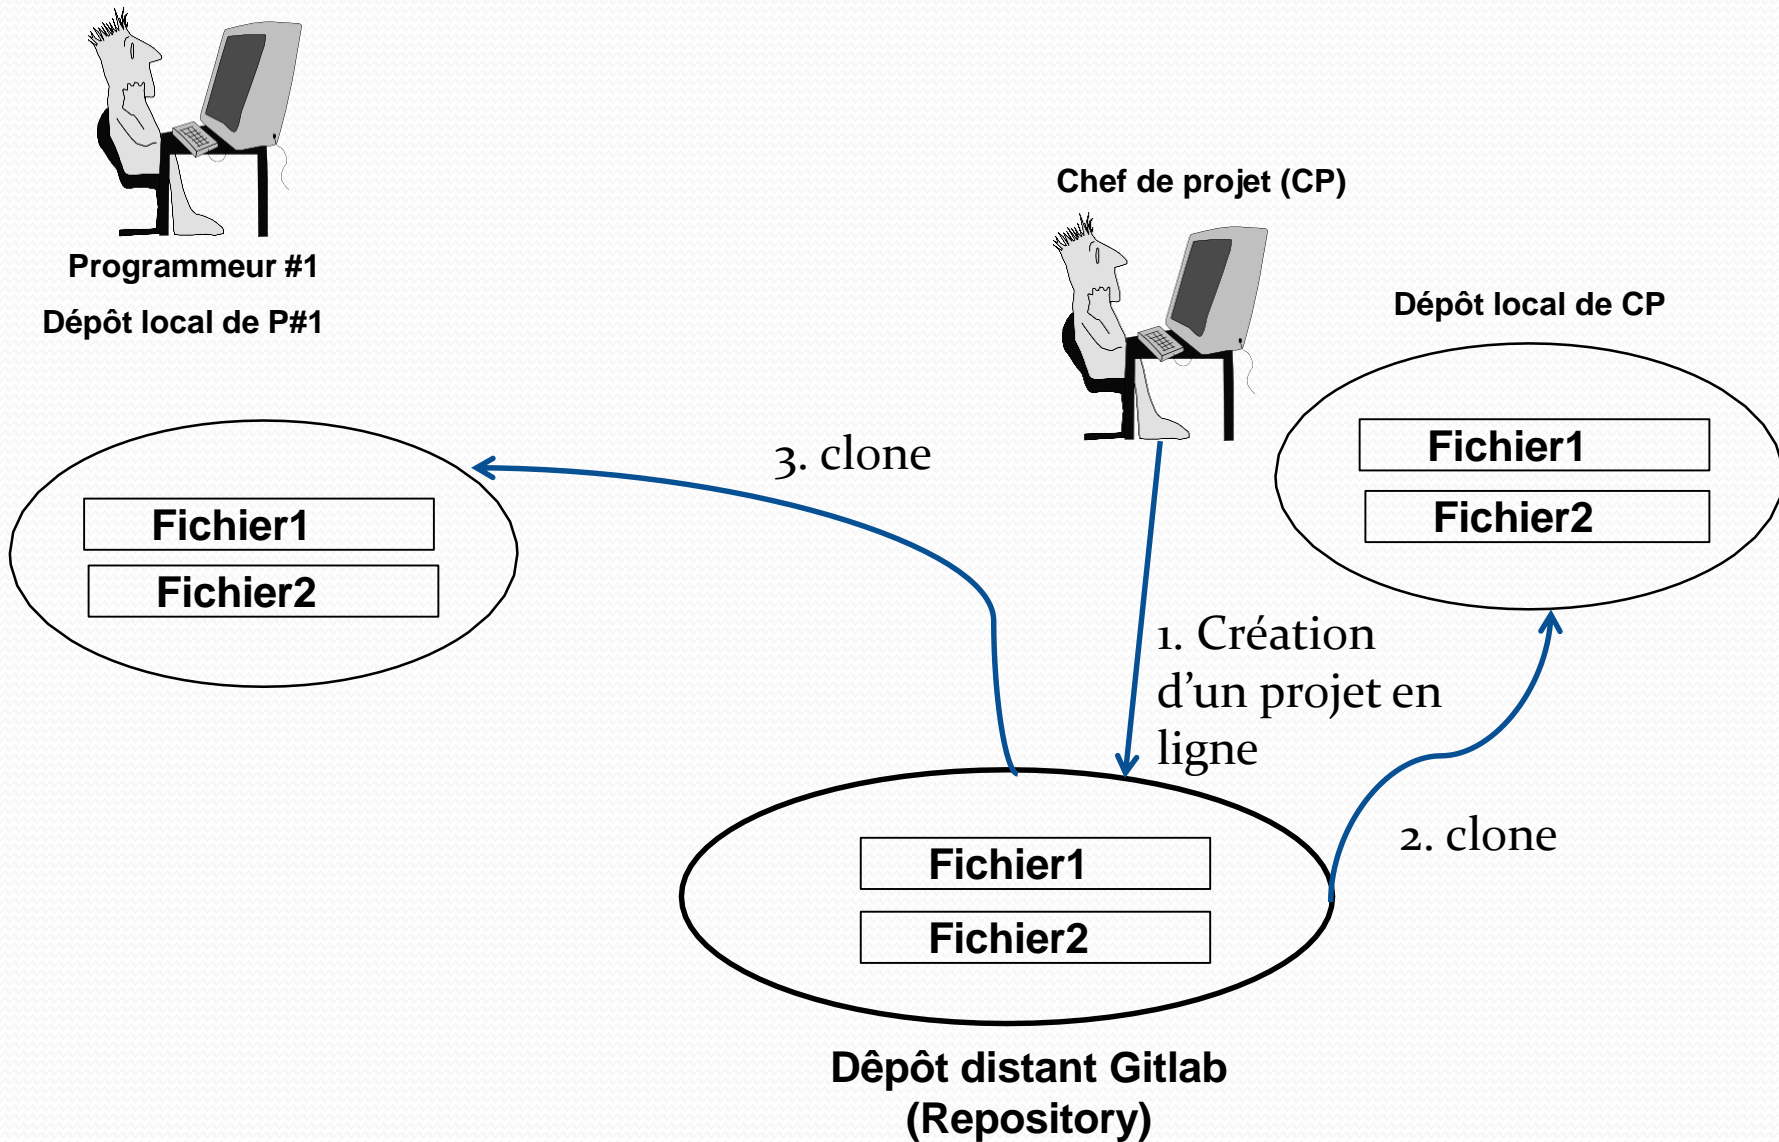 Programmeur #1
Dépôt local de P#1
Fichier1
Fichier2
3. clone
Chef de projet (CP)
Dépôt local de CP
Fichier1
Fichier2
1. Création
d’un projet en
ligne
2. clone
Fichier1
Fichier2
Dêpôt distant Gitlab
(Repository)